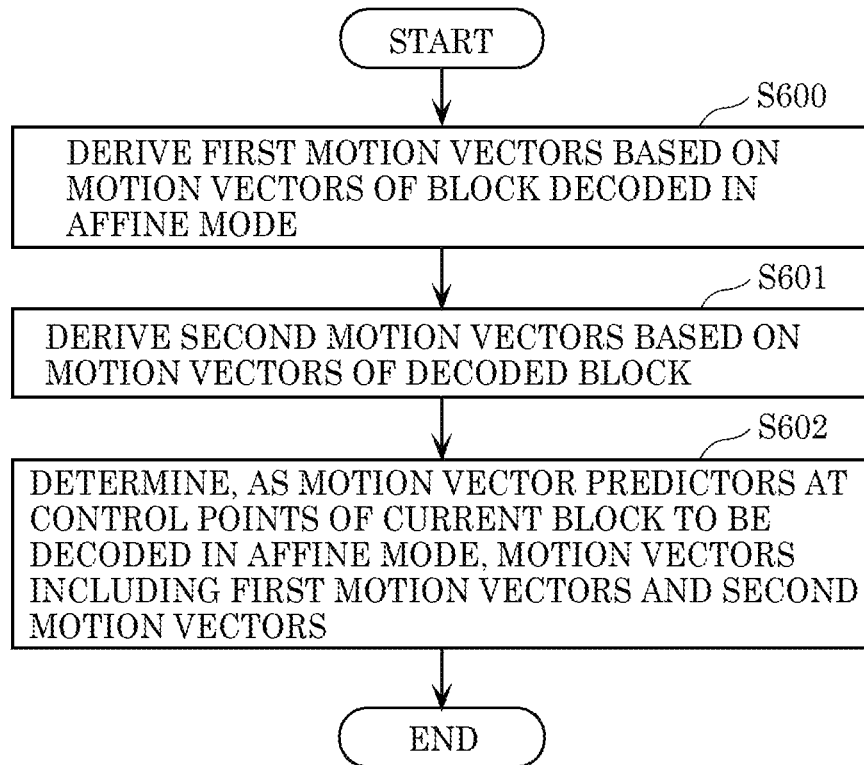 START
S600
DERIVE FIRST MOTION VECTORS BASED ON
MOTION VECTORS OF BLOCK DECODED IN
AFFINE MODE
S601
DERIVE SECOND MOTION VECTORS BASED ON
MOTION VECTORS OF DECODED BLOCK
S602
DETERMINE, AS MOTION VECTOR PREDICTORS AT
CONTROL POINTS OF CURRENT BLOCK TO BE
DECODED IN AFFINE MODE, MOTION VECTORS
INCLUDING FIRST MOTION VECTORS AND SECOND
MOTION VECTORS
END